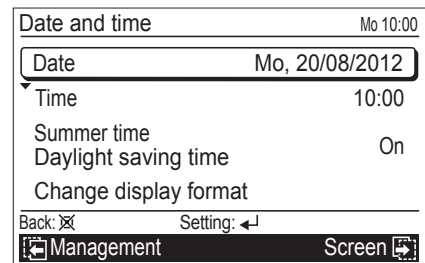 Date and time Mo 10:00
Date Mo, 20/08/2012
Time 10:00
Summer time
Daylight saving time On
Change display format
Back: Setting:
Management Screen